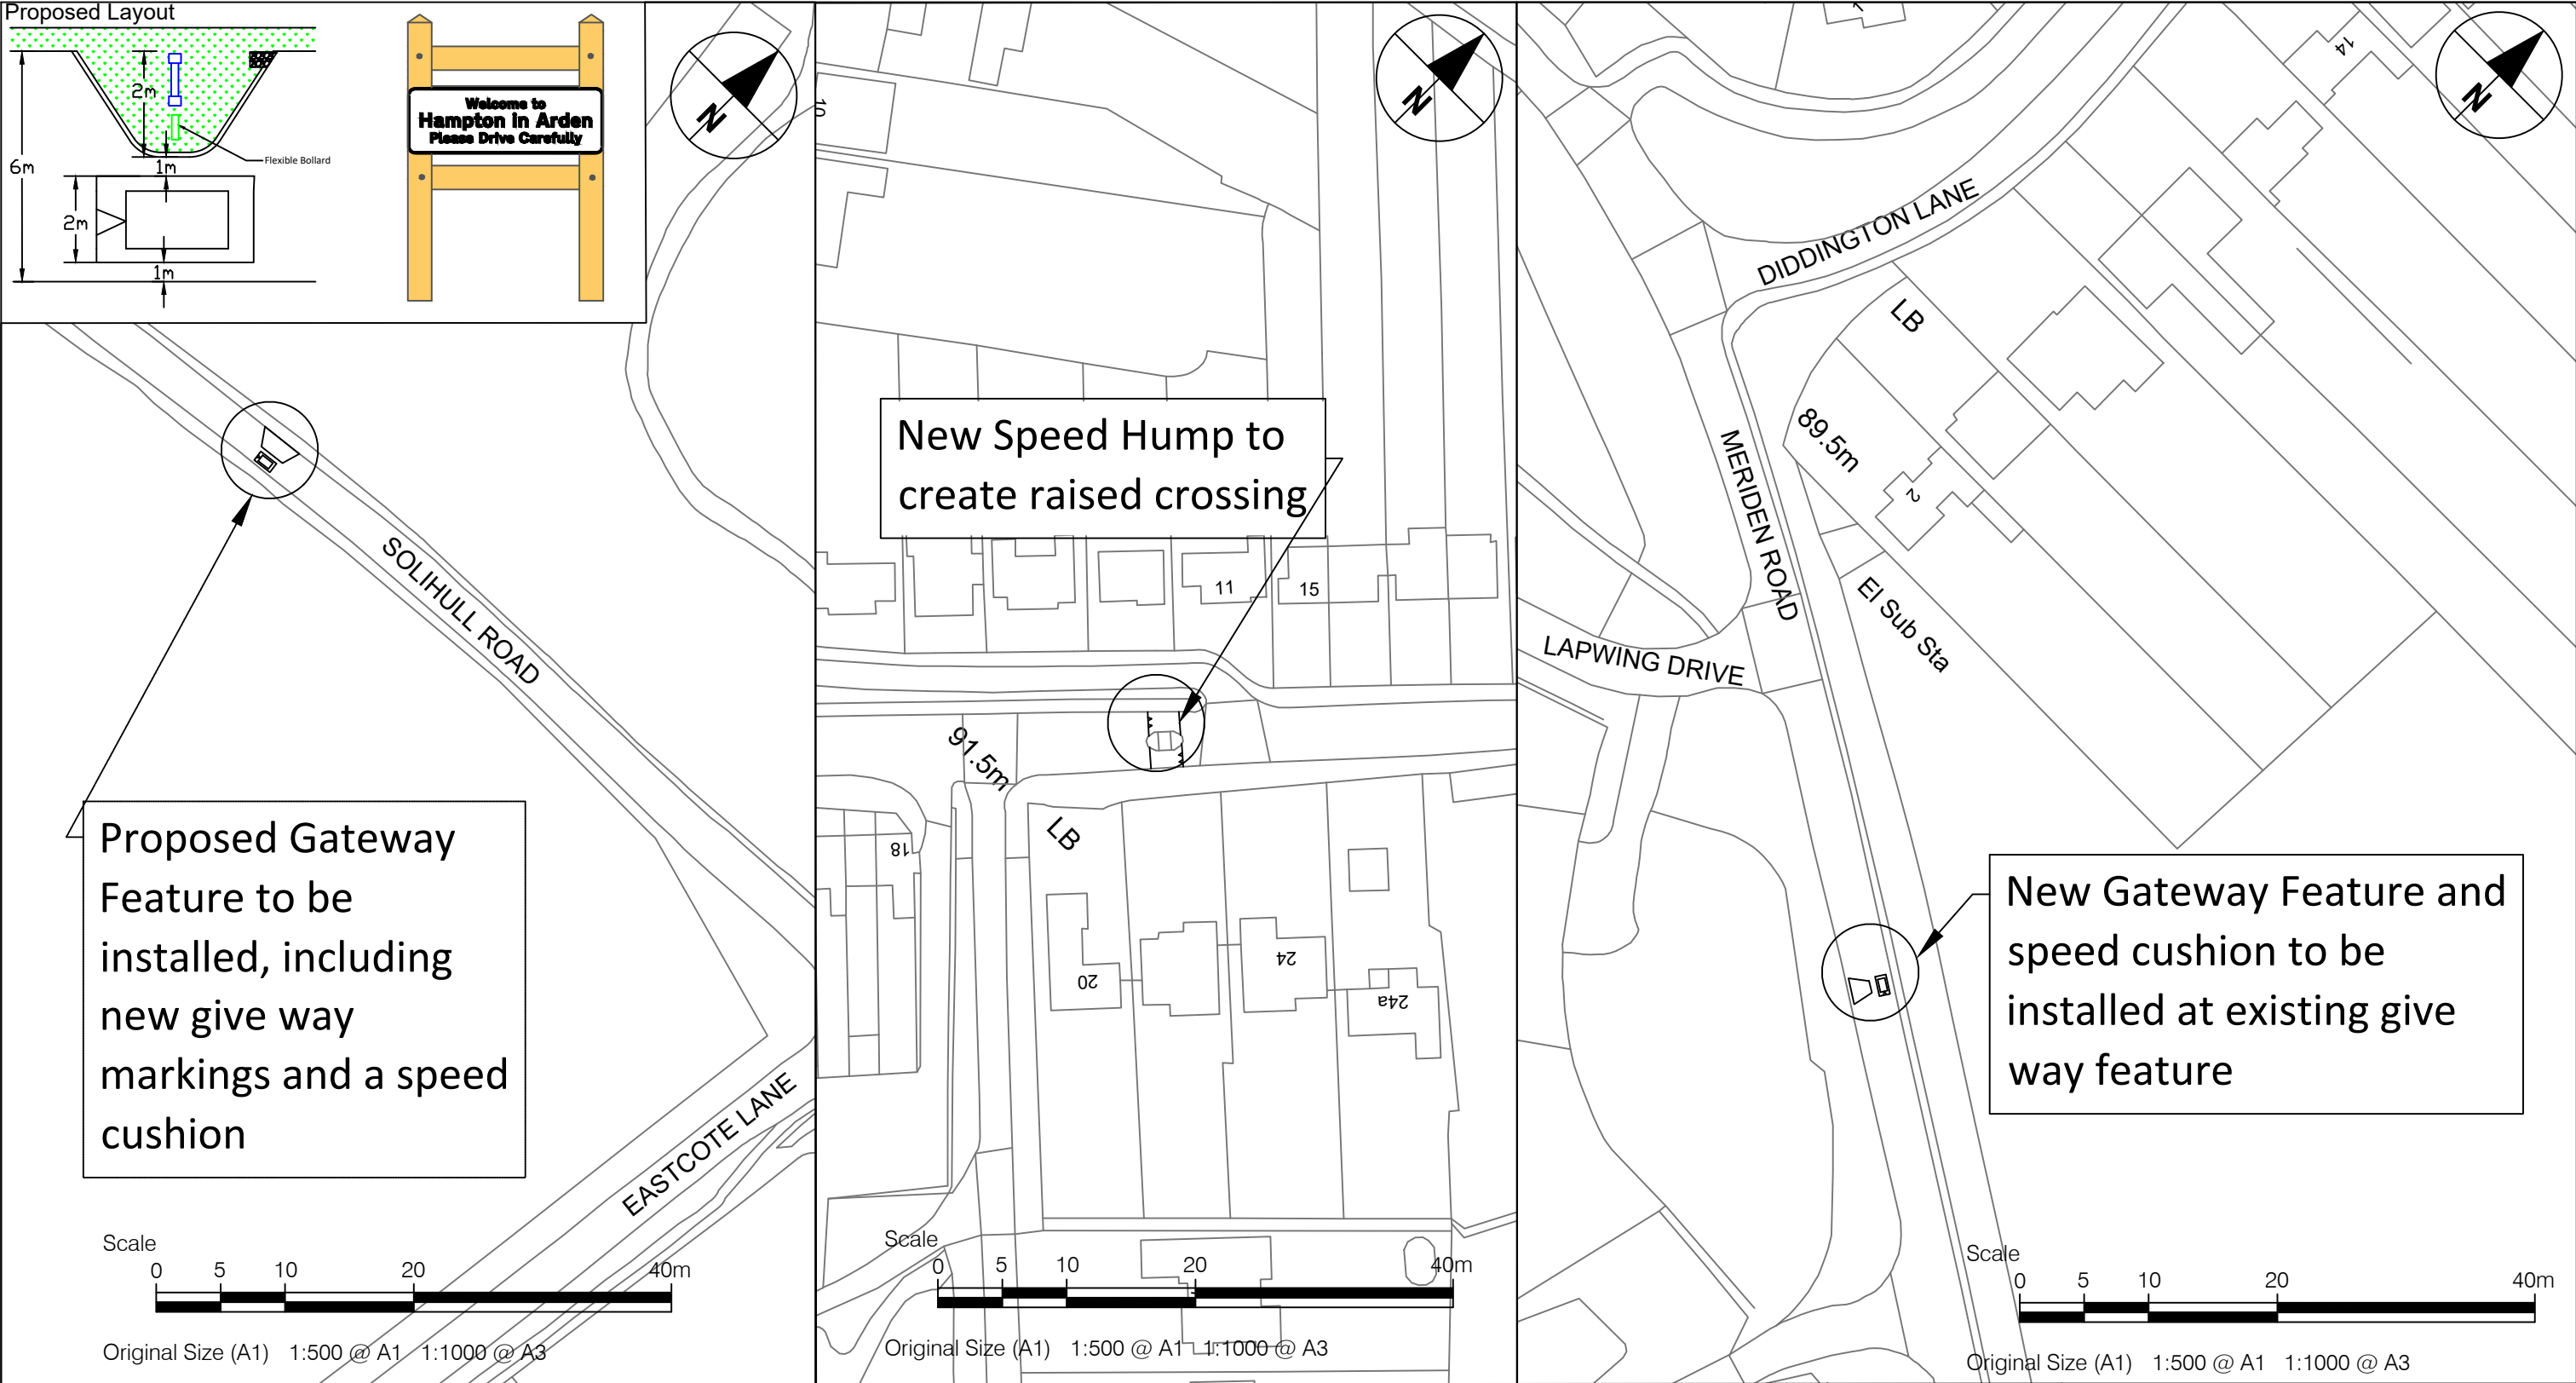 Proposed Layout
2m
6m
1m
2m
1m
Flexible Bollard
Welcome to
Hampton in Arden
Please Drive Carefully
N
SOLIHULL ROAD
Proposed Gateway
Feature to be
installed, including
new give way
markings and a speed
cushion
EASTCOTE LANE
Scale
0 5 10 20 40m
Original Size (A1) 1:500 @ A1 1:1000 @ A3
N
New Speed Hump to
create raised crossing
11
15
91.5m
LB
18
20
24
24a
Scale
0 5 10 20 40m
Original Size (A1) 1:500 @ A1 1:1000 @ A3
14
N
DIDDINGTON LANE
LB
89.5m
2
MERIDEN ROAD
El Sub Sta
LAPWING DRIVE
New Gateway Feature and
speed cushion to be
installed at existing give
way feature
Scale
0 5 10 20 40m
Original Size (A1) 1:500 @ A1 1:1000 @ A3